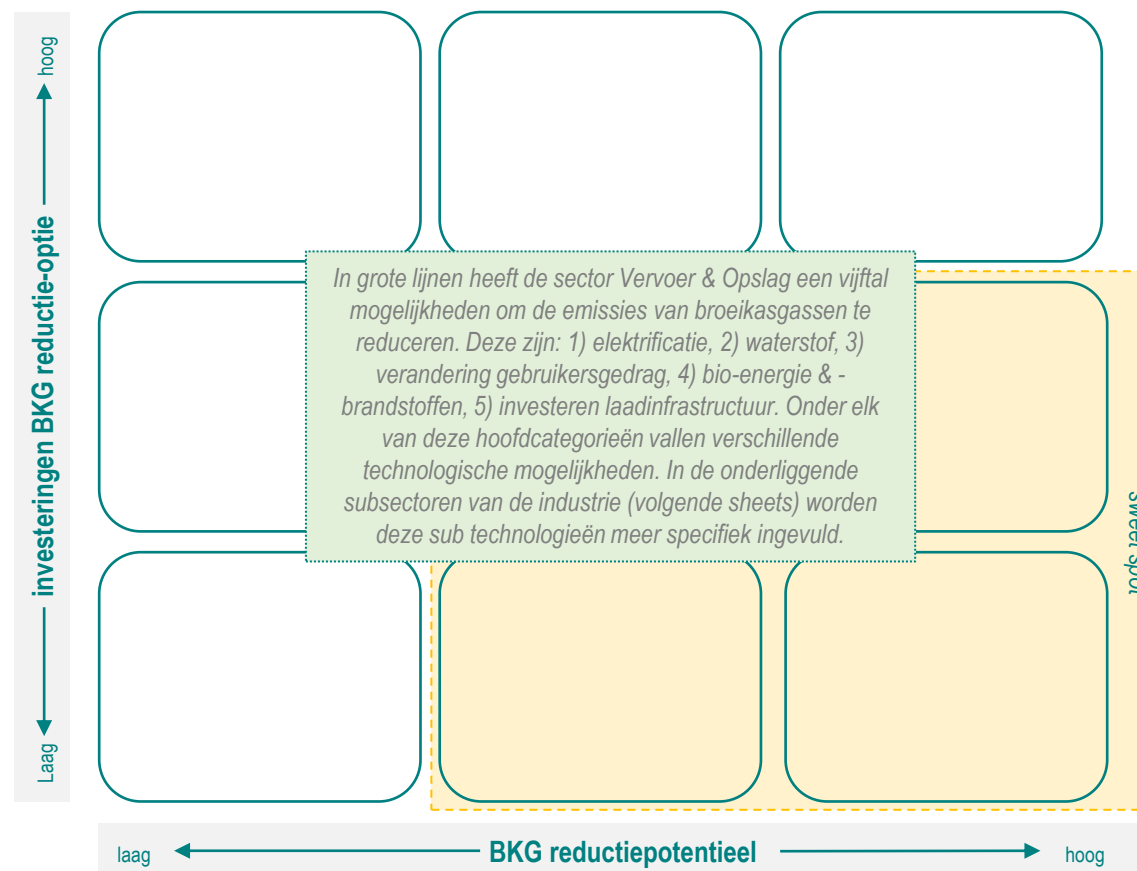 hoog
investeringen BKG reductie-optie
Laag
In grote lijnen heeft de sector Vervoer & Opslag een vijftal
mogelijkheden om de emissies van broeikasgassen te
reduceren. Deze zijn: 1) elektrificatie, 2) waterstof, 3)
verandering gebruikersgedrag, 4) bio-energie & -
brandstoffen, 5) investeren laadinfrastructuur. Onder elk
van deze hoofdcategorieën vallen verschillende
technologische mogelijkheden. In de onderliggende
subsectoren van de industrie (volgende sheets) worden
deze sub technologieën meer specifiek ingevuld.
sweet spot
laag
BKG reductiepotentieel
hoog